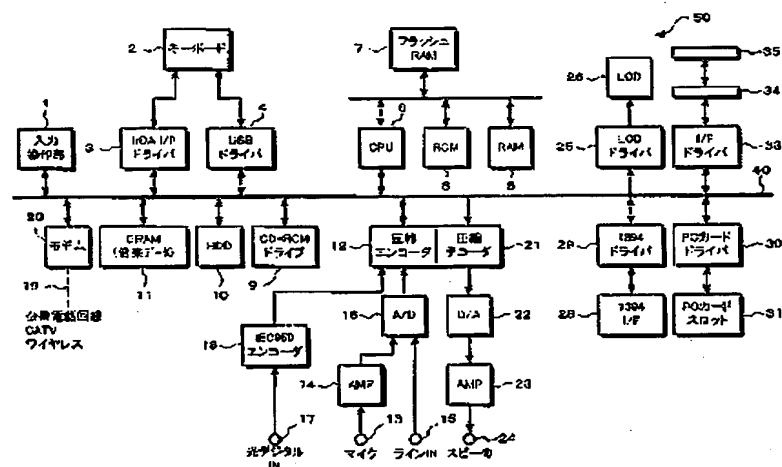 50
2
キーボード
7
フラッシュ
RAM
26
LCD
35
34
1
入力
操作部
3
IrDA I/F
ドライバ
4
USB
ドライバ
8
CPU
ROM
6
RAM
5
25
LCD
ドライバ
I/F
ドライバ
33
40
20
モデム
19
公衆電話回線
CATV
ワイヤレス
DRAM
11
HDD
10
CD-ROM
ドライブ
9
12
圧縮
エンコーダ
圧縮
デコーダ
21
29
1394
ドライバ
PCカード
ドライバ
30
18
IEC958
エンコーダ
16
A/D
D/A
22
28
1394
I/F
PCカード
スロット
31
14
AMP
AMP
23
17
光デジタル
IN
13
マイク
15
ラインIN
24
スピーカ